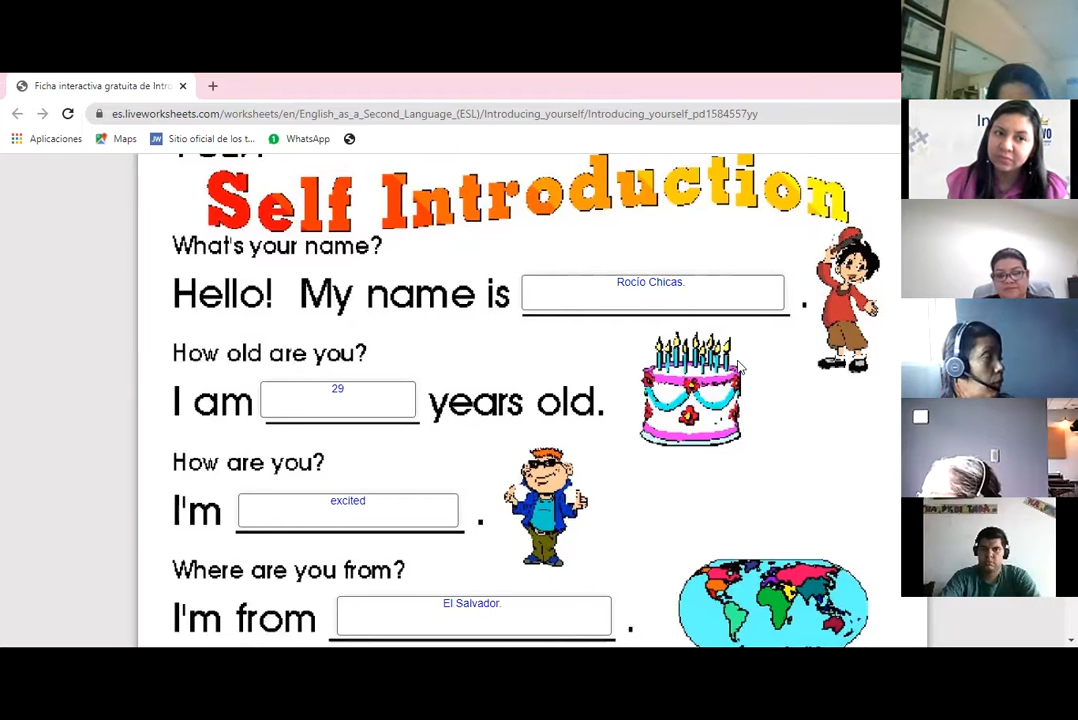 Ficha interactiva gratuita de Intro
es.liveworksheets.com/worksheets/en/English_as_a_Second_Language_(ESL)/Introducing_yourself/Introducing_yourself_pd1584557yy
Aplicaciones Maps Sitio oficial de los t... WhatsApp
Self Introduction
What's your name?
Hello! My name is Rocío Chicas. .
How old are you?
I am 29 years old.
How are you?
I'm excited .
Where are you from?
I'm from El Salvador. .